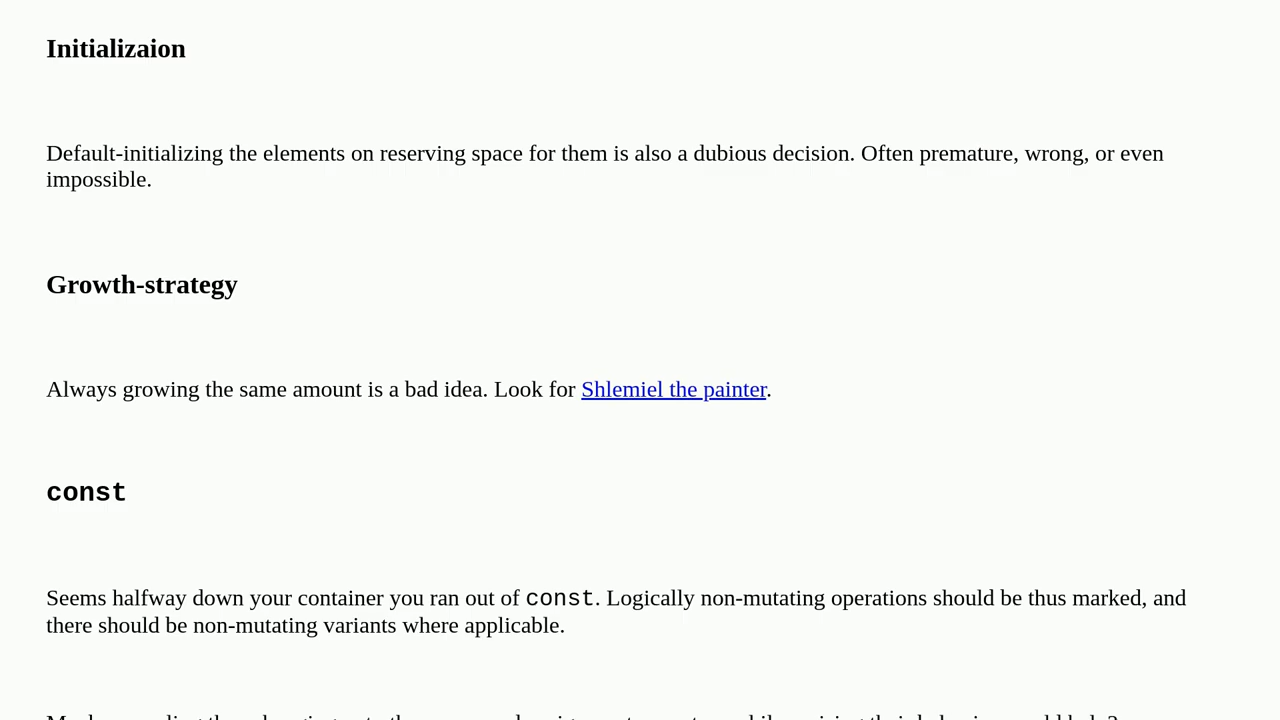 Initializaion
Default-initializing the elements on reserving space for them is also a dubious decision. Often premature, wrong, or even
impossible.
Growth-strategy
Always growing the same amount is a bad idea. Look for Shlemiel the painter.
const
Seems halfway down your container you ran out of const. Logically non-mutating operations should be thus marked, and
there should be non-mutating variants where applicable.